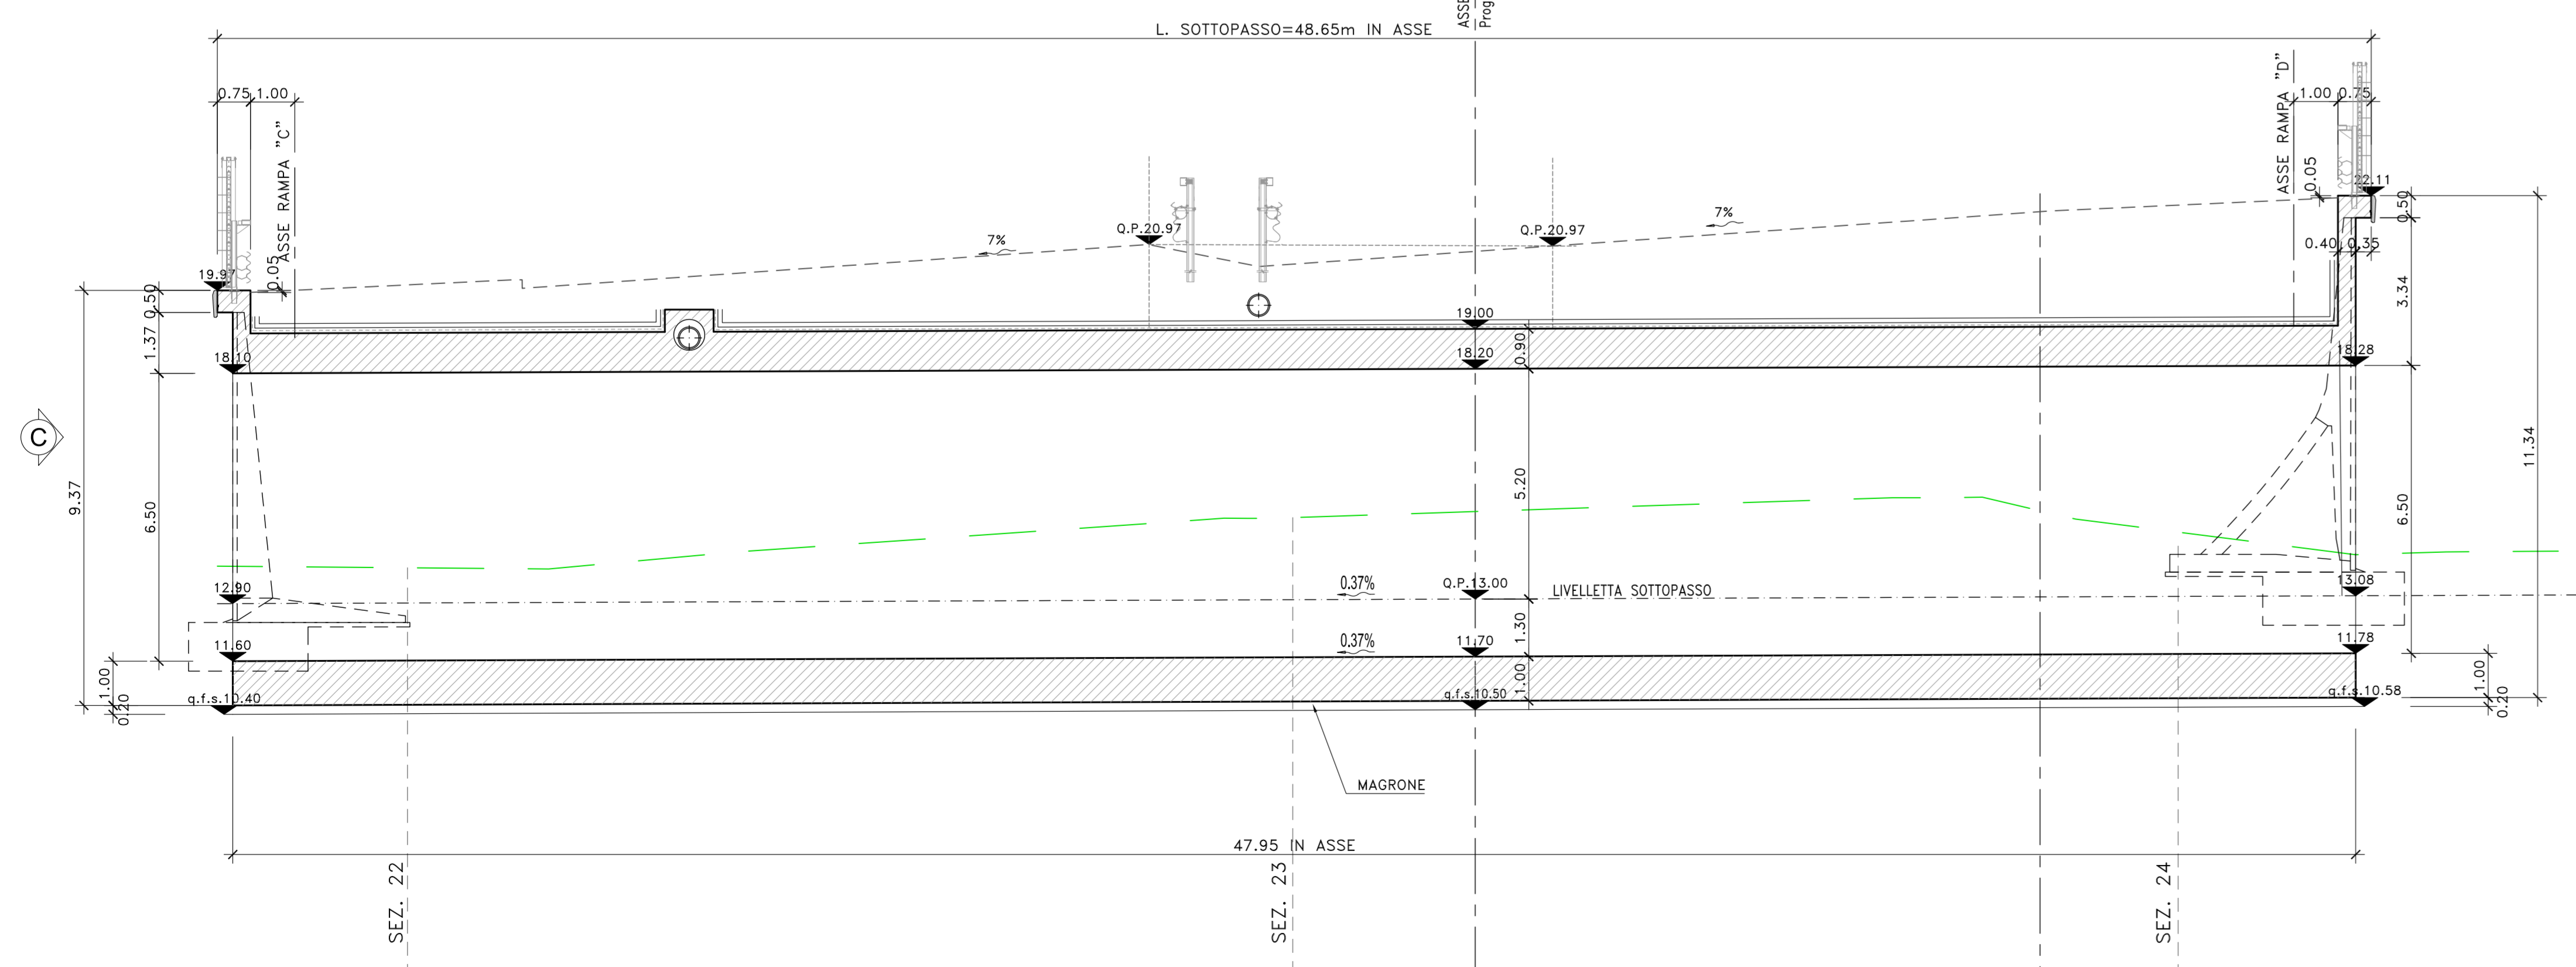 ASSE
Prog
L. SOTTOPASSO=48.65m IN ASSE
0.75
1.00
ASSE RAMPA "C"
0.05
19.97
7%
Q.P.20.97
Q.P.20.97
7%
ASSE RAMPA "D"
1.00
0.75
0.05
22.11
0.50
0.40
0.35
3.34
0.50
1.37
18.10
19.00
18.20
0.90
18.28
C
9.37
6.50
5.20
6.50
11.34
12.90
0.37%
Q.P.13.00
LIVELLETTA SOTTOPASSO
13.08
1.30
11.60
0.37%
11.70
11.78
1.00
0.20
q.f.s.10.40
q.f.s.10.50
1.00
q.f.s.10.58
1.00
0.20
MAGRONE
47.95 IN ASSE
SEZ. 22
SEZ. 23
SEZ. 24